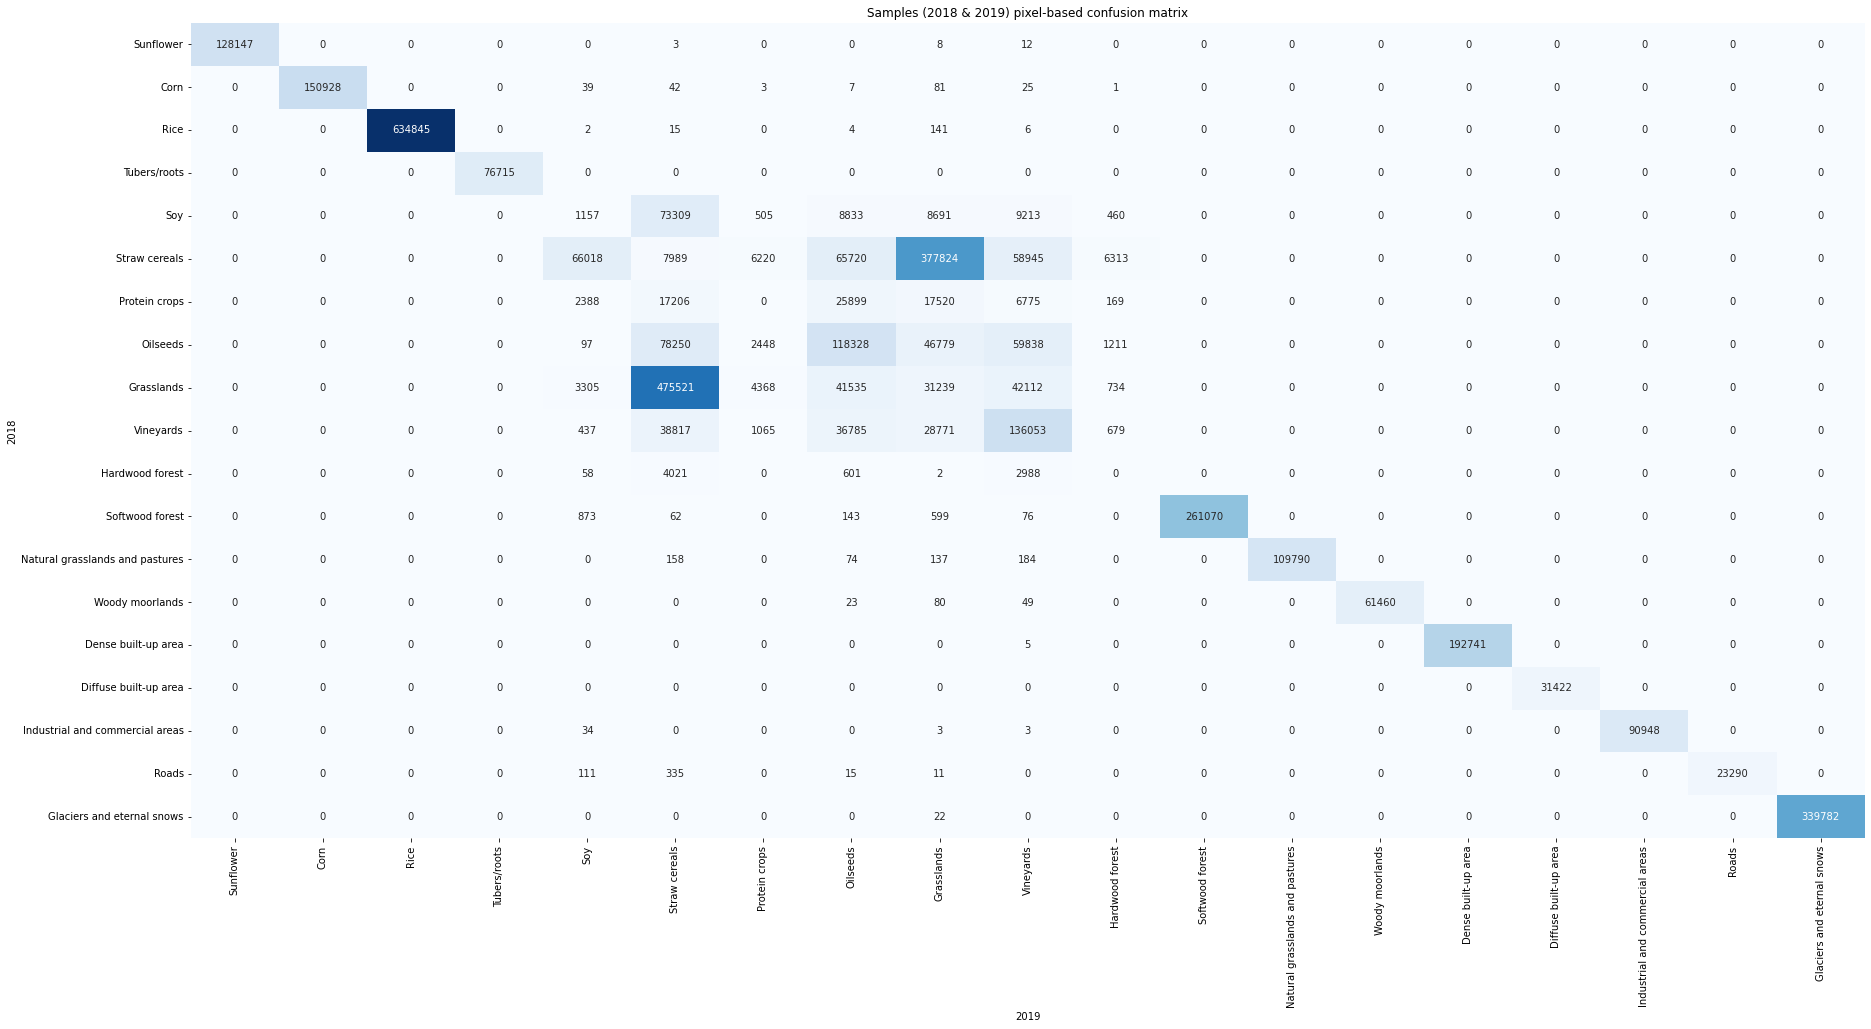 Samples (2018 & 2019) pixel-based confusion matrix
Sunflower 128147 0 0 0 0 3 0 0 8 12 0 0 0 0 0 0 0 0 0
Corn 0 150928 0 0 39 42 3 7 81 25 1 0 0 0 0 0 0 0 0
Rice 0 0 634845 0 2 15 0 4 141 6 0 0 0 0 0 0 0 0 0
Tubers/roots 0 0 0 76715 0 0 0 0 0 0 0 0 0 0 0 0 0 0 0
Soy 0 0 0 0 1157 73309 505 8833 8691 9213 460 0 0 0 0 0 0 0 0
Straw cereals 0 0 0 0 66018 7989 6220 65720 377824 58945 6313 0 0 0 0 0 0 0 0
Protein crops 0 0 0 0 2388 17206 0 25899 17520 6775 169 0 0 0 0 0 0 0 0
Oilseeds 0 0 0 0 97 78250 2448 118328 46779 59838 1211 0 0 0 0 0 0 0 0
Grasslands 0 0 0 0 3305 475521 4368 41535 31239 42112 734 0 0 0 0 0 0 0 0
2018
Vineyards 0 0 0 0 437 38817 1065 36785 28771 136053 679 0 0 0 0 0 0 0 0
Hardwood forest 0 0 0 0 58 4021 0 601 2 2988 0 0 0 0 0 0 0 0 0
Softwood forest 0 0 0 0 873 62 0 143 599 76 0 261070 0 0 0 0 0 0 0
Natural grasslands and pastures 0 0 0 0 0 158 0 74 137 184 0 0 109790 0 0 0 0 0 0
Woody moorlands 0 0 0 0 0 0 0 23 80 49 0 0 0 61460 0 0 0 0 0
Dense built-up area 0 0 0 0 0 0 0 0 0 5 0 0 0 0 192741 0 0 0 0
Diffuse built-up area 0 0 0 0 0 0 0 0 0 0 0 0 0 0 0 31422 0 0 0
Industrial and commercial areas 0 0 0 0 34 0 0 0 3 3 0 0 0 0 0 0 90948 0 0
Roads 0 0 0 0 111 335 0 15 11 0 0 0 0 0 0 0 0 23290 0
Glaciers and eternal snows 0 0 0 0 0 0 0 0 22 0 0 0 0 0 0 0 0 0 339782
Sunflower
Corn
Rice
Tubers/roots
Soy
Straw cereals
Protein crops
Oilseeds
Grasslands
Vineyards
Hardwood forest
Softwood forest
Natural grasslands and pastures
Woody moorlands
Dense built-up area
Diffuse built-up area
Industrial and commercial areas
Roads
Glaciers and eternal snows
2019